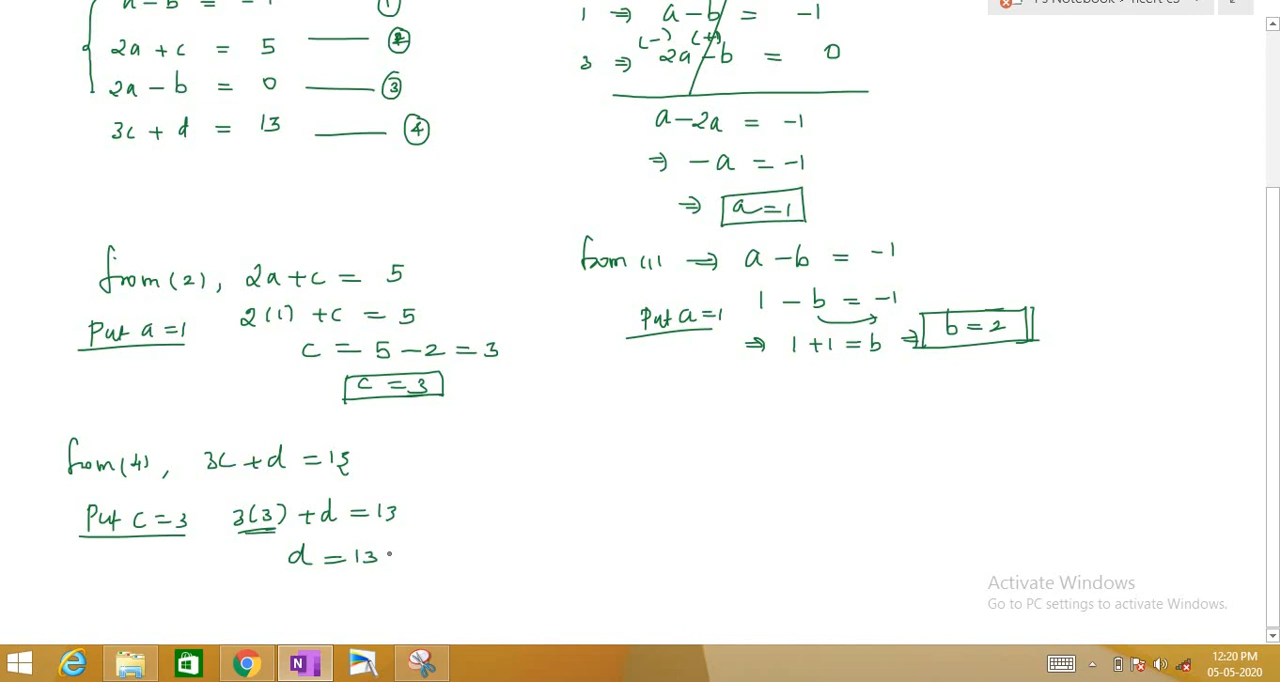 a - b = -1 ①
2a + c = 5 ②
2a - b = 0 ③
3c + d = 13 ④
1 ⇒ a - b = -1
(-) (+)
3 ⇒ 2a - b = 0
a - 2a = -1
⇒ -a = -1
⇒ a = 1
from (2), 2a + c = 5
Put a = 1 2(1) + c = 5
c = 5 - 2 = 3
c = 3
from (1) ⇒ a - b = -1
Put a = 1 1 - b = -1
⇒ 1 + 1 = b ⇒ b = 2
from (4), 3c + d = 13
Put c = 3 3(3) + d = 13
d = 13
Activate Windows
Go to PC settings to activate Windows.
12:20 PM
05-05-2020